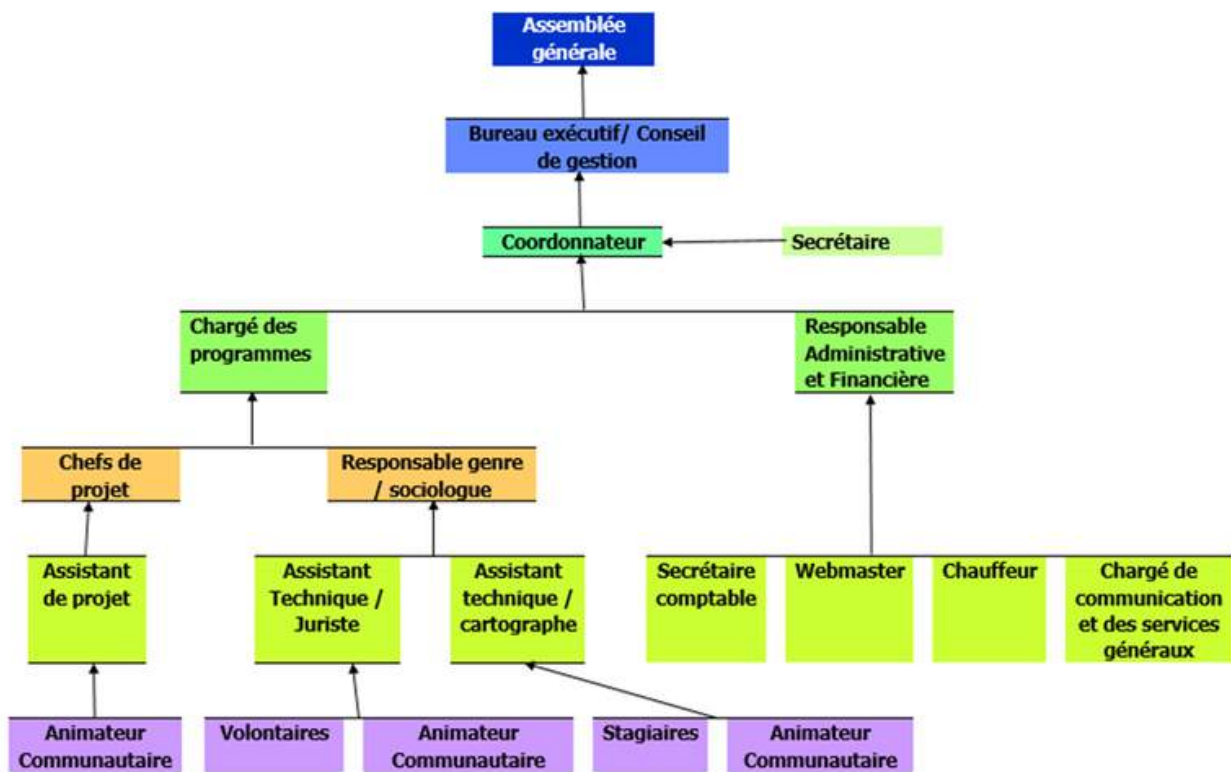 Assemblée
générale
Bureau exécutif/ Conseil
de gestion
Coordonnateur
Secrétaire
Chargé des
programmes
Responsable
Administrative
et Financière
Chefs de
projet
Responsable genre
/ sociologue
Assistant
de projet
Assistant
Technique /
Juriste
Assistant
technique /
cartographe
Secrétaire
comptable
Webmaster
Chauffeur
Chargé de
communication
et des services
généraux
Animateur
Communautaire
Volontaires
Animateur
Communautaire
Stagiaires
Animateur
Communautaire